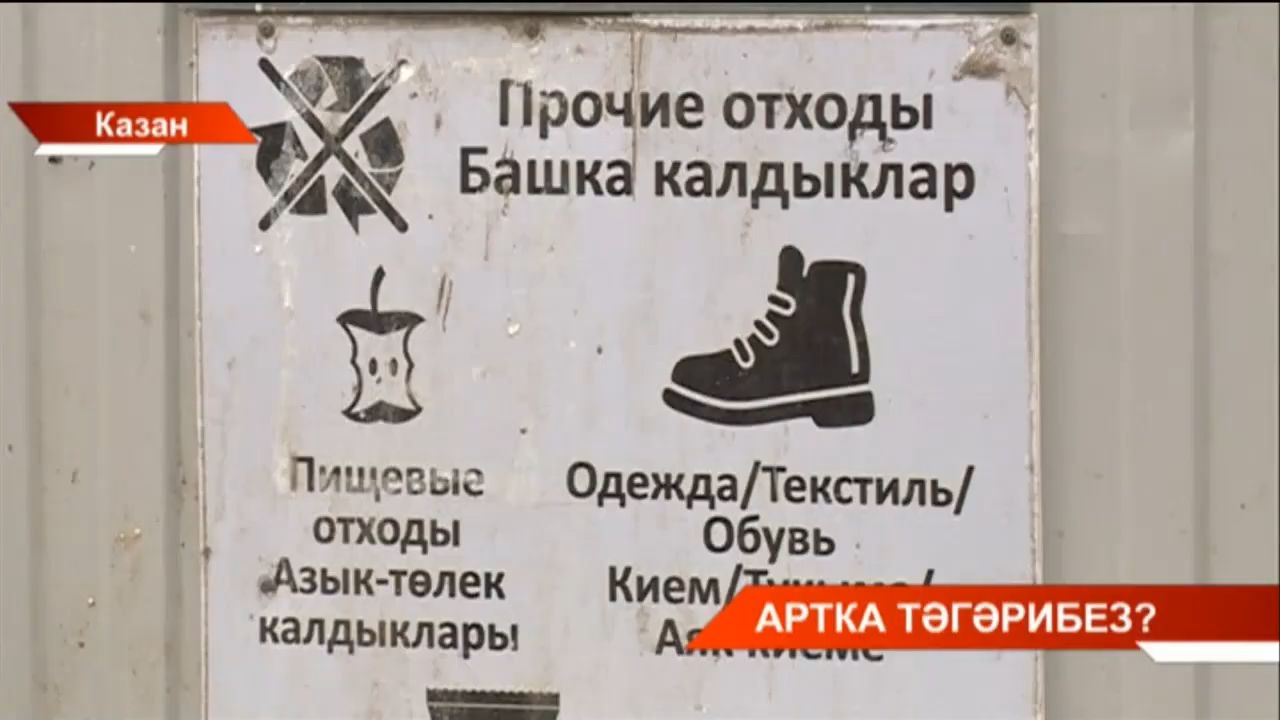 Казан
Прочие отходы
Башка калдыклар
Пищевые
отходы
Азык-төлек
калдыклары
Одежда/Текстиль/
Обувь
Кием/
АРТКА ТӘГӘРИБЕЗ?